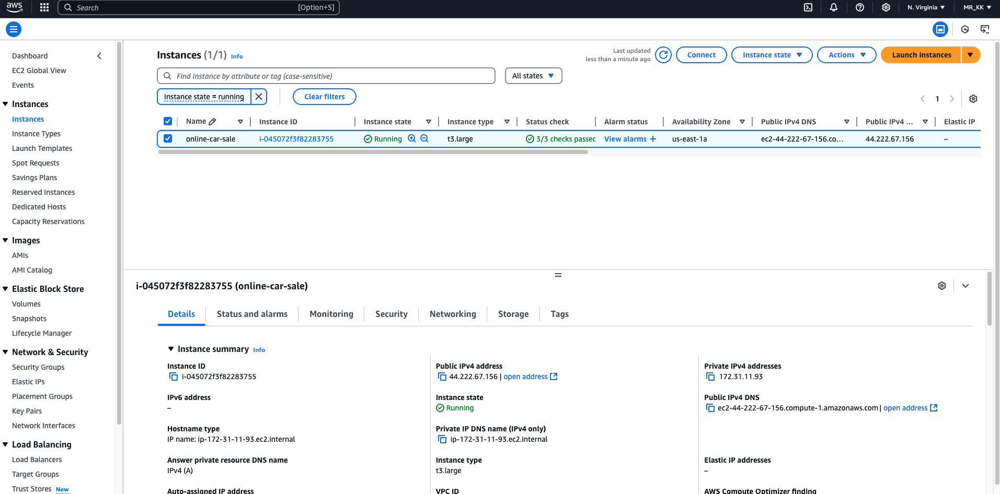 aws
Search
[Option+S]
N. Virginia
MR_KK
Dashboard
EC2 Global View
Events
Instances
Instances
Instance Types
Launch Templates
Spot Requests
Savings Plans
Reserved Instances
Dedicated Hosts
Capacity Reservations
Images
AMIs
AMI Catalog
Elastic Block Store
Volumes
Snapshots
Lifecycle Manager
Network & Security
Security Groups
Elastic IPs
Placement Groups
Key Pairs
Network Interfaces
Load Balancing
Load Balancers
Target Groups
Trust Stores New
Instances (1/1) Info
Last updated
less than a minute ago
Connect
Instance state
Actions
Launch instances
Find Instance by attribute or tag (case-sensitive)
All states
Instance state = running
Clear filters
1
Name Instance ID Instance state Instance type Status check Alarm status Availability Zone Public IPv4 DNS Public IPv4 ... Elastic IP
online-car-sale i-045072f3f82283755 Running t3.large 3/3 checks passed View alarms + us-east-1a ec2-44-222-67-156.co... 44.222.67.156 –
i-045072f3f82283755 (online-car-sale)
Details Status and alarms Monitoring Security Networking Storage Tags
Instance summary Info
Instance ID
i-045072f3f82283755
Public IPv4 address
44.222.67.156 | open address
Private IPv4 addresses
172.31.11.93
IPv6 address
–
Instance state
Running
Public IPv4 DNS
ec2-44-222-67-156.compute-1.amazonaws.com | open address
Hostname type
IP name: ip-172-31-11-93.ec2.internal
Private IP DNS name (IPv4 only)
ip-172-31-11-93.ec2.internal
Answer private resource DNS name
IPv4 (A)
Instance type
t3.large
Elastic IP addresses
–
Auto-assigned IP address
VPC ID
AWS Compute Optimizer finding